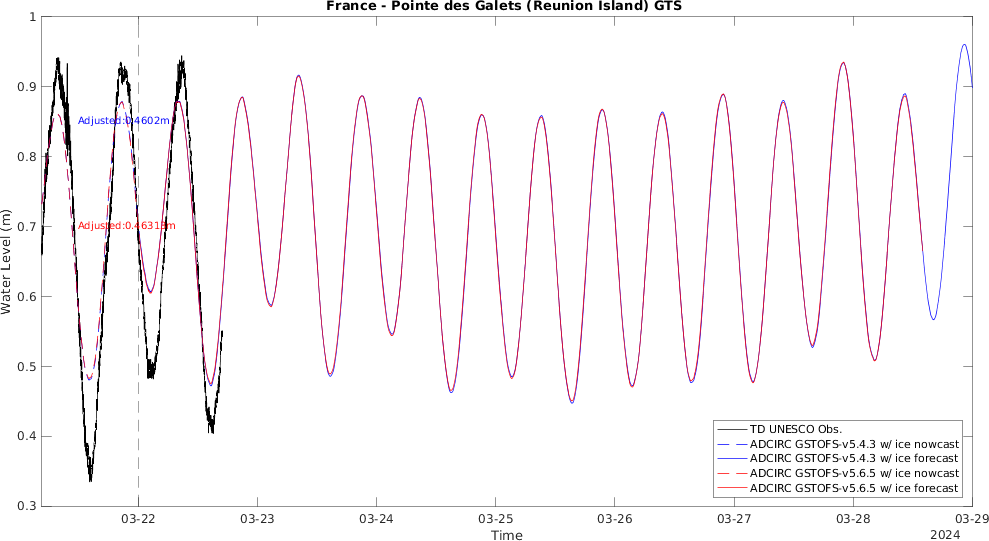 France - Pointe des Galets (Reunion Island) GTS
Water Level (m)
1
0.9
0.8
0.7
0.6
0.5
0.4
0.3
Adjusted:0.4602m
Adjusted:0.4631m
TD UNESCO Obs.
ADCIRC GSTOFS-v5.4.3 w/ ice nowcast
ADCIRC GSTOFS-v5.4.3 w/ ice forecast
ADCIRC GSTOFS-v5.6.5 w/ ice nowcast
ADCIRC GSTOFS-v5.6.5 w/ ice forecast
03-22
03-23
03-24
03-25
03-26
03-27
03-28
03-29
Time
2024